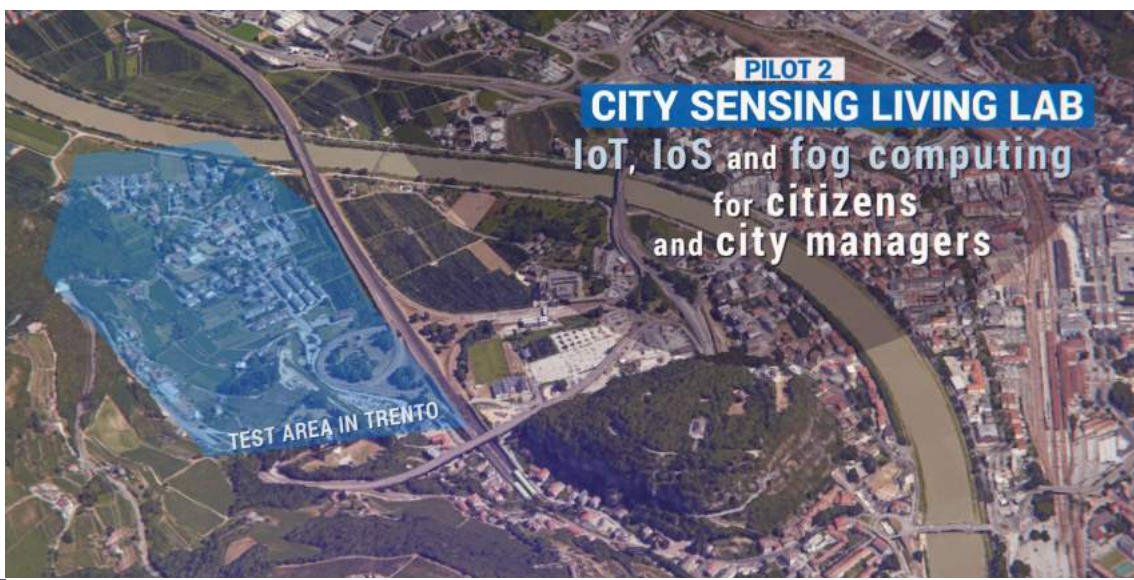 PILOT 2
CITY SENSING LIVING LAB
IoT, IoS and fog computing
for citizens
and city managers
TEST AREA IN TRENTO